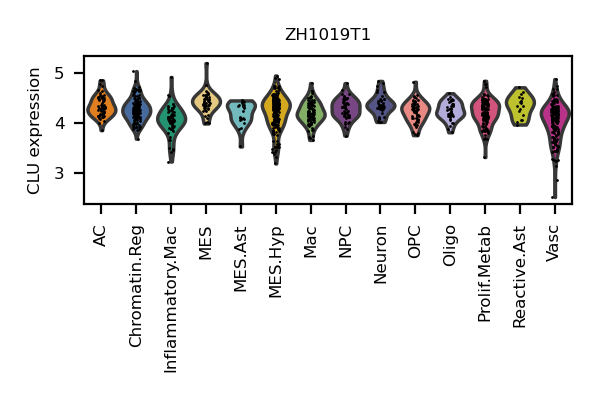 ZH1019T1
CLU expression
5
4
3
AC
Chromatin.Reg
Inflammatory.Mac
MES
MES.Ast
MES.Hyp
Mac
NPC
Neuron
OPC
Oligo
Prolif.Metab
Reactive.Ast
Vasc